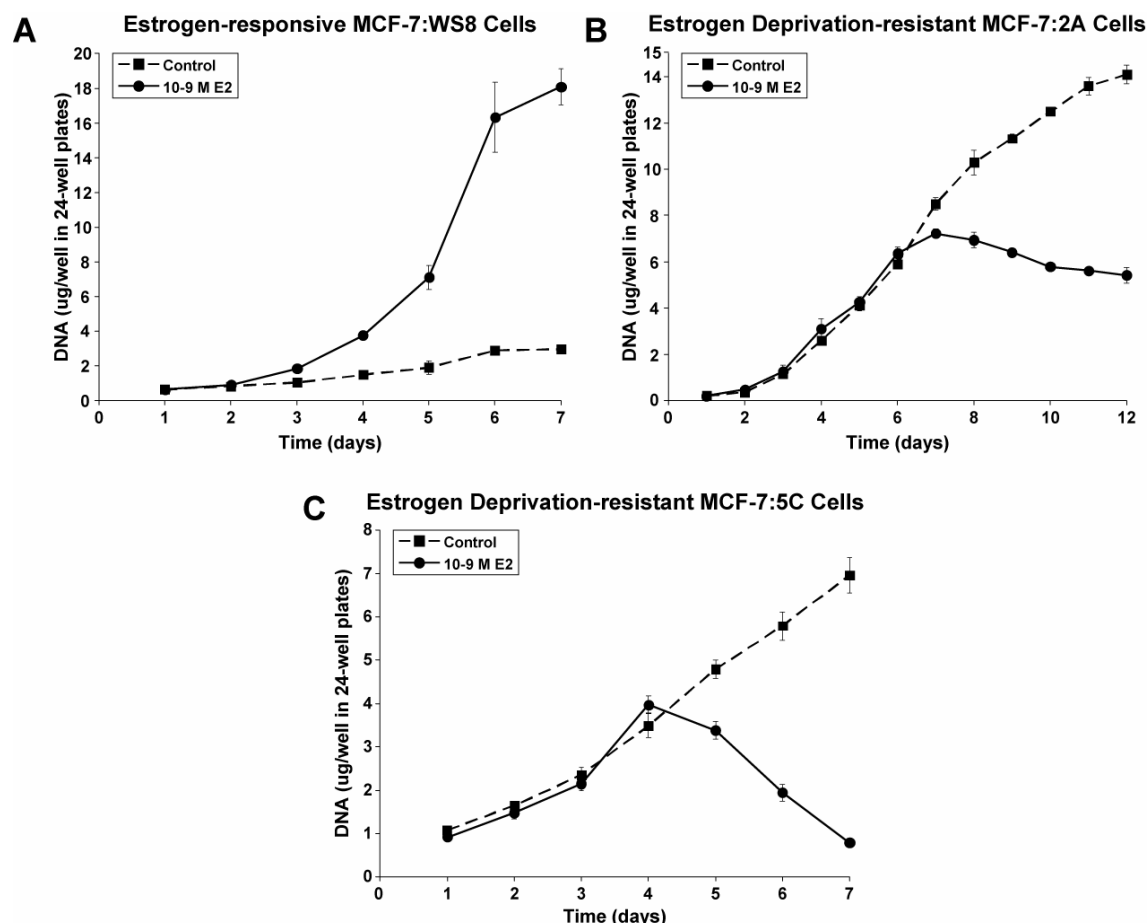 A
Estrogen-responsive MCF-7:WS8 Cells
DNA (ug/well in 24-well plates)
20
18
16
14
12
10
8
6
4
2
0
Control
10-9 M E2
0 1 2 3 4 5 6 7
Time (days)
B
Estrogen Deprivation-resistant MCF-7:2A Cells
DNA (ug/well in 24-well plates)
15
14
12
10
8
6
4
2
0
Control
10-9 M E2
0 2 4 6 8 10 12
Time (days)
C
Estrogen Deprivation-resistant MCF-7:5C Cells
DNA (ug/well in 24-well plates)
8
7
6
5
4
3
2
1
0
Control
10-9 M E2
0 1 2 3 4 5 6 7
Time (days)